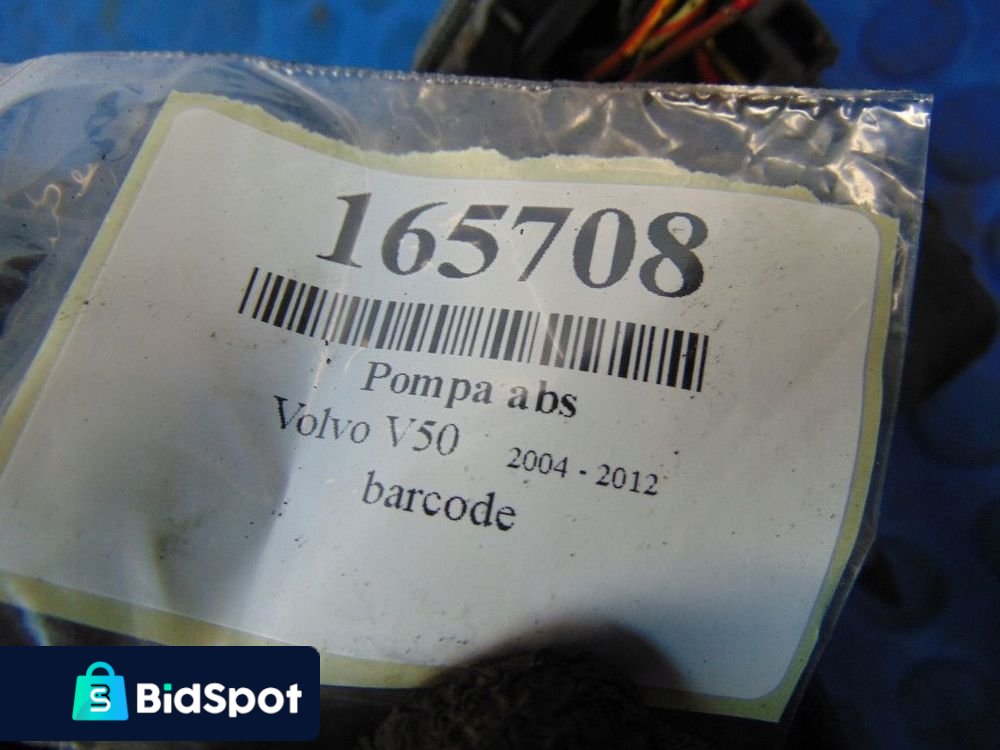 165708
Pompa abs
Volvo V50 2004 - 2012
barcode
BidSpot